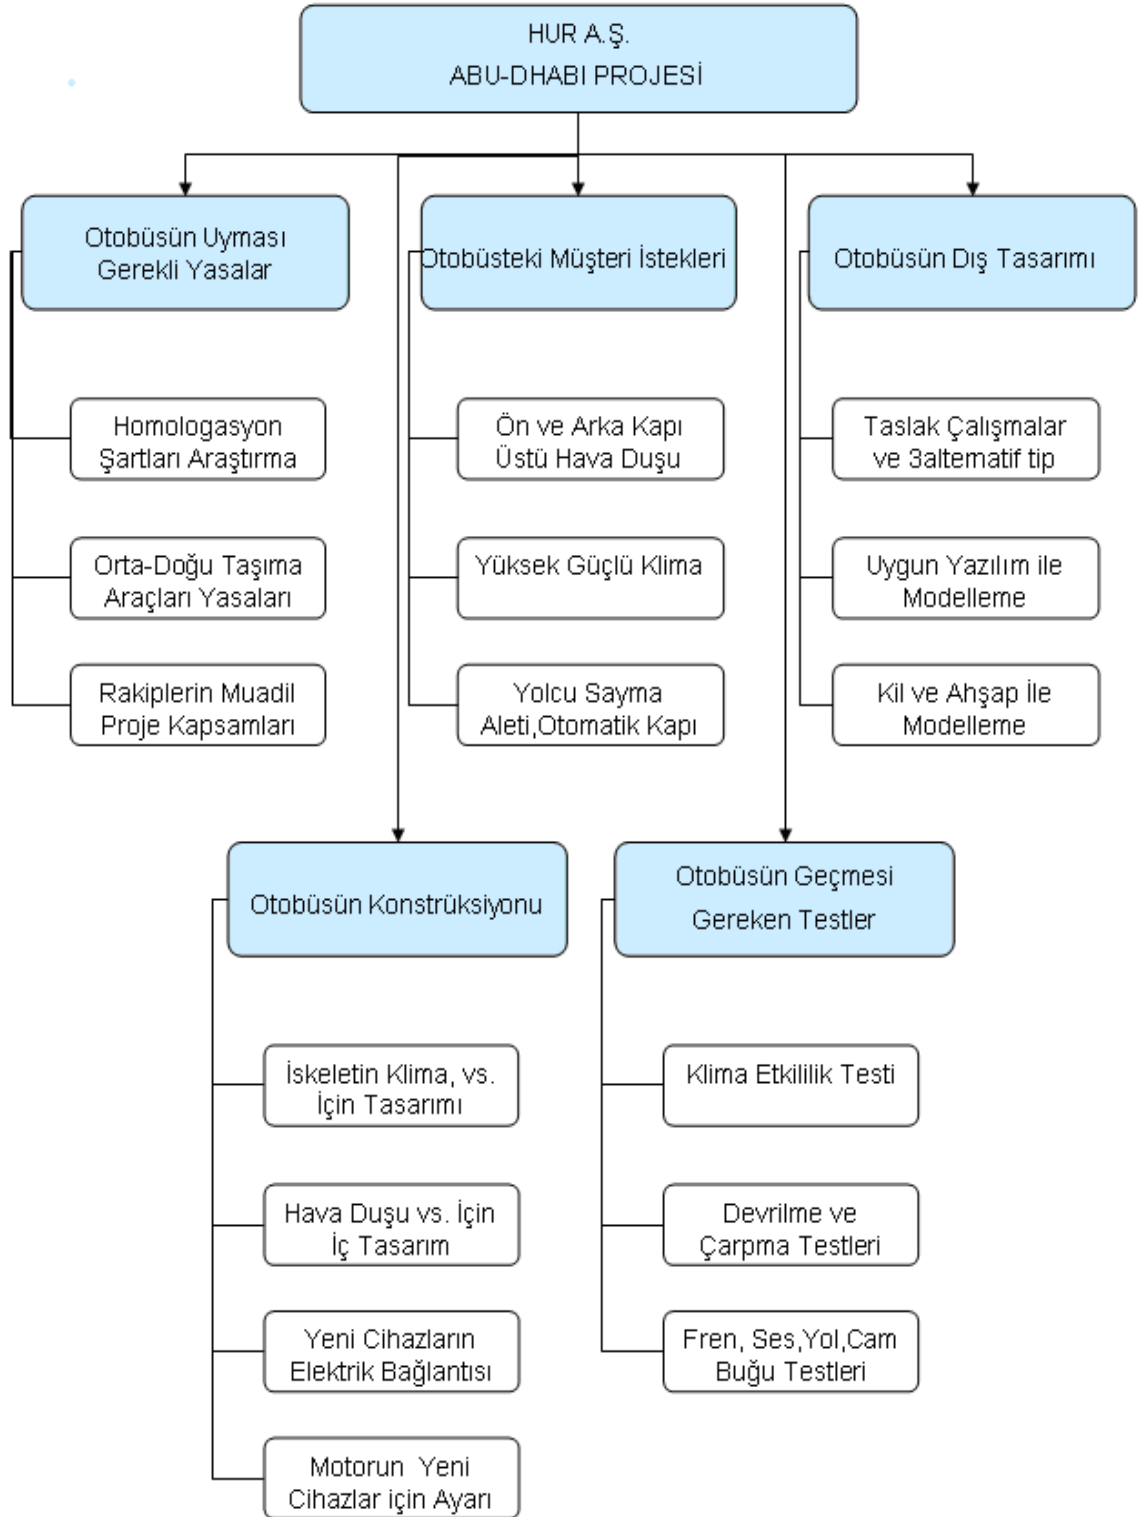 HUR A.Ş.
ABU-DHABI PROJESİ
Otobüsün Uyması
Gerekli Yasalar
Otobüsteki Müşteri İstekleri
Otobüsün Dış Tasarımı
Homologasyon
Şartları Araştırma
Ön ve Arka Kapı
Üstü Hava Duşu
Taslak Çalışmalar
ve 3alternatif tip
Orta-Doğu Taşıma
Araçları Yasaları
Yüksek Güçlü Klima
Uygun Yazılım ile
Modelleme
Rakiplerin Muadil
Proje Kapsamları
Yolcu Sayma
Aleti,Otomatik Kapı
Kil ve Ahşap İle
Modelleme
Otobüsün Konstrüksiyonu
Otobüsün Geçmesi
Gereken Testler
İskeletin Klima, vs.
İçin Tasarımı
Klima Etkililik Testi
Hava Duşu vs. İçin
İç Tasarım
Devrilme ve
Çarpma Testleri
Yeni Cihazların
Elektrik Bağlantısı
Fren, Ses,Yol,Cam
Buğu Testleri
Motorun Yeni
Cihazlar için Ayarı